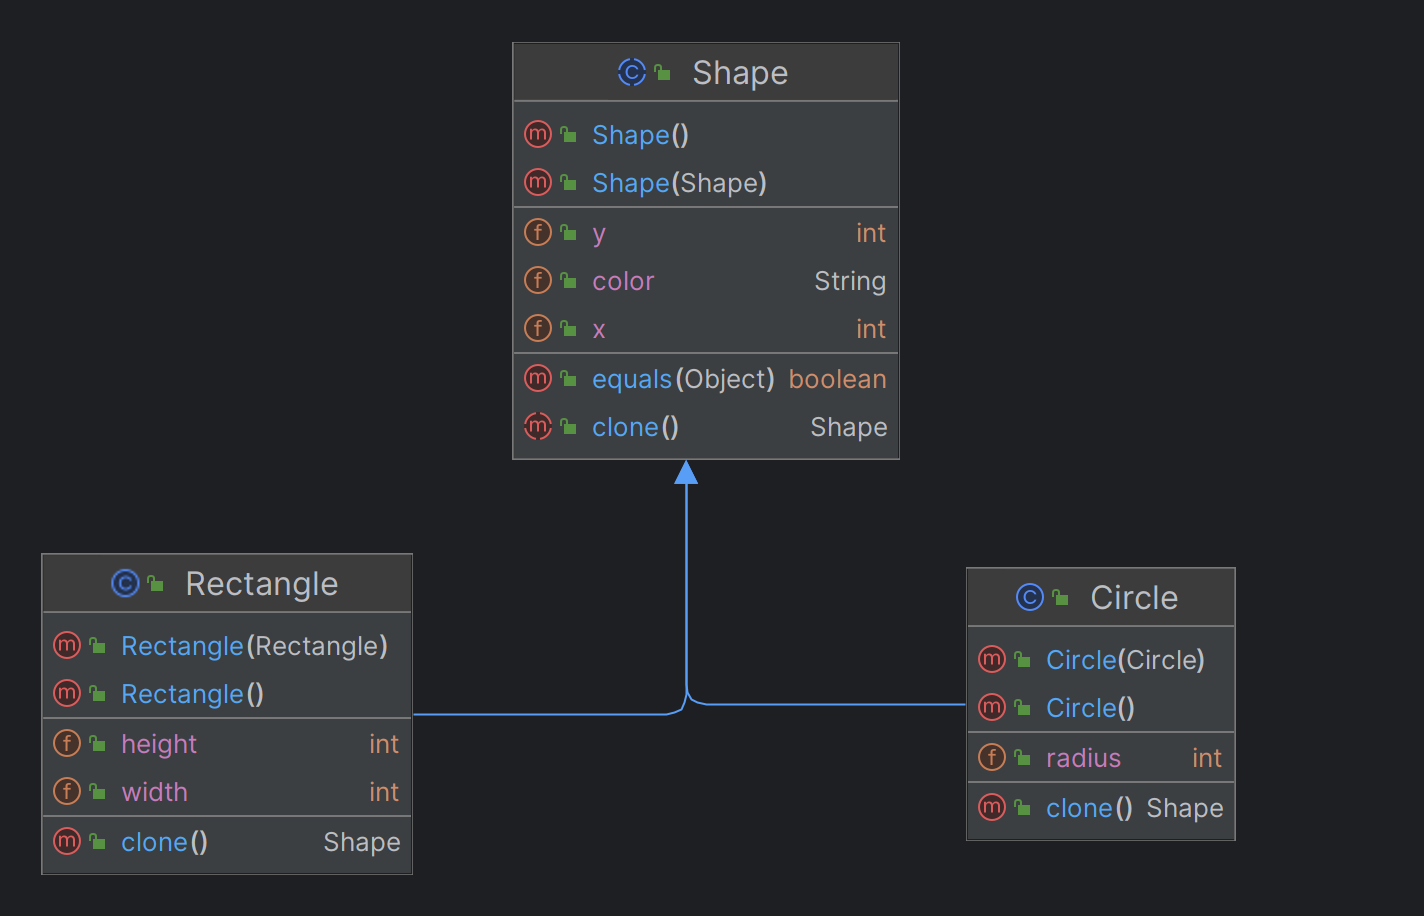 Shape
Shape()
Shape(Shape)
y int
color String
x int
equals(Object) boolean
clone() Shape
Rectangle
Rectangle(Rectangle)
Rectangle()
height int
width int
clone() Shape
Circle
Circle(Circle)
Circle()
radius int
clone() Shape